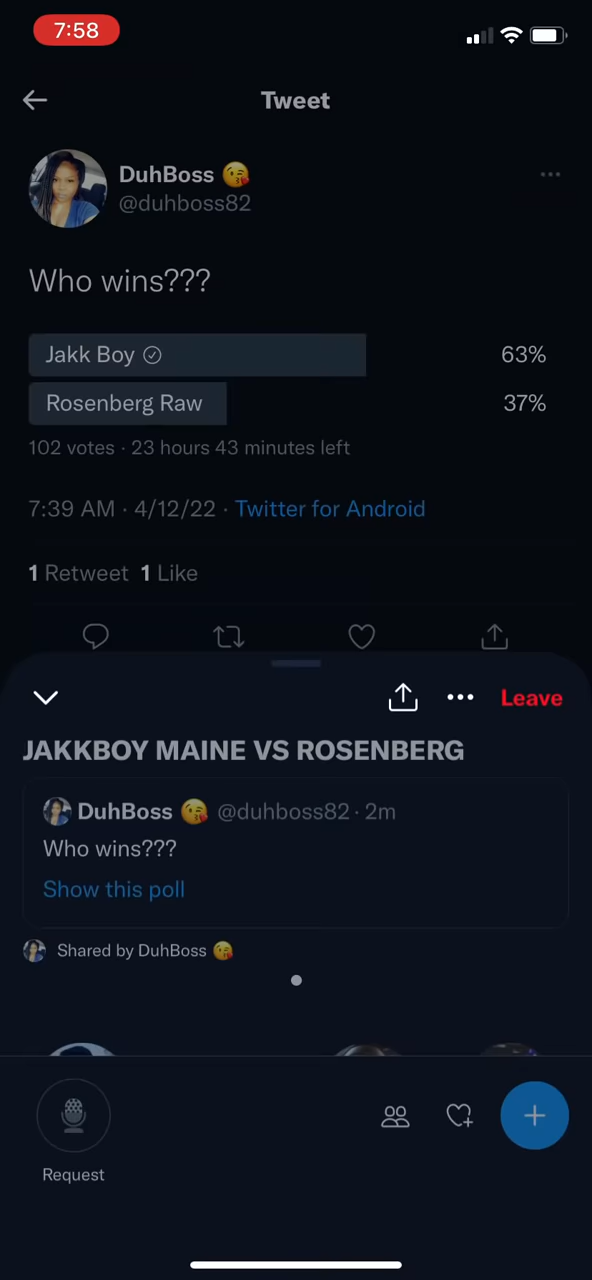 7:58
Tweet
DuhBoss 😘
@duhboss82
Who wins???
Jakk Boy 63%
Rosenberg Raw 37%
102 votes · 23 hours 43 minutes left
7:39 AM · 4/12/22 · Twitter for Android
1 Retweet 1 Like
Leave
JAKKBOY MAINE VS ROSENBERG
DuhBoss 😘 @duhboss82 · 2m
Who wins???
Show this poll
Shared by DuhBoss 😘
Request